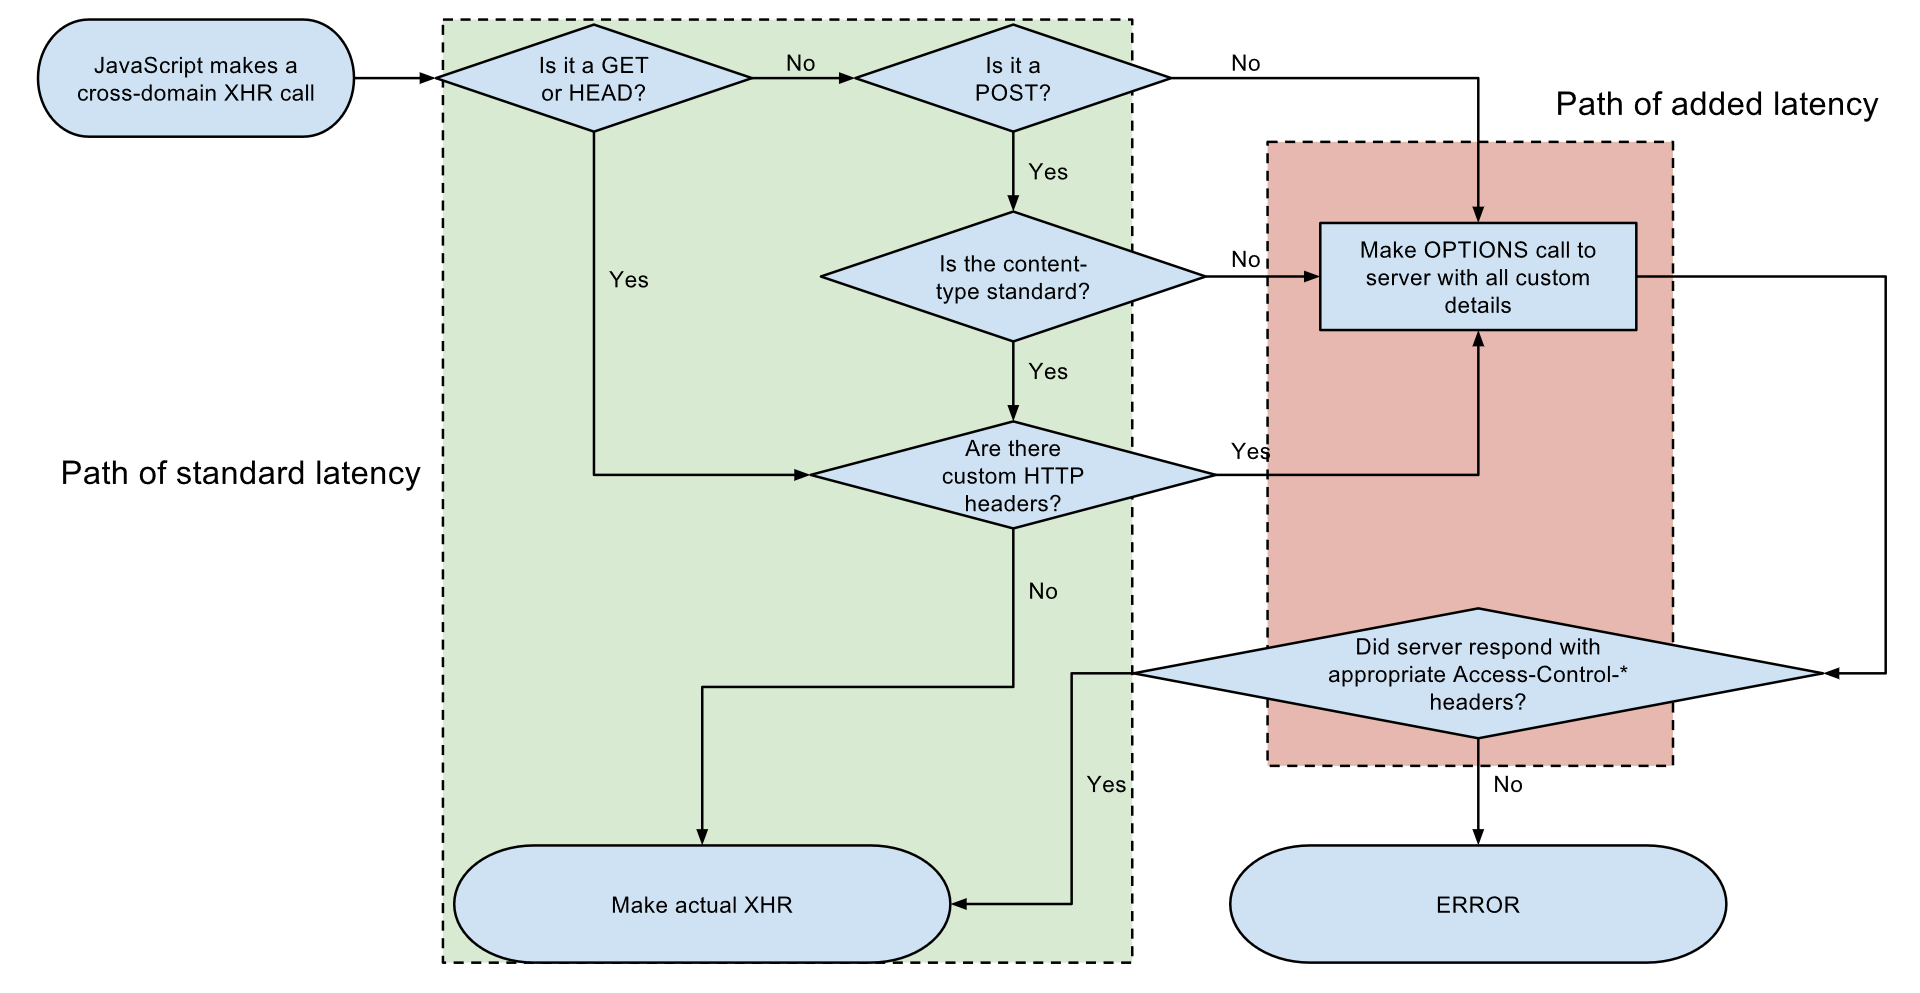 JavaScript makes a
cross-domain XHR call
Is it a GET
or HEAD?
No
Is it a
POST?
No
Path of added latency
Yes
Yes
Is the content-
type standard?
No
Make OPTIONS call to
server with all custom
details
Yes
Path of standard latency
Are there
custom HTTP
headers?
Yes
No
Did server respond with
appropriate Access-Control-*
headers?
Yes
No
Make actual XHR
ERROR